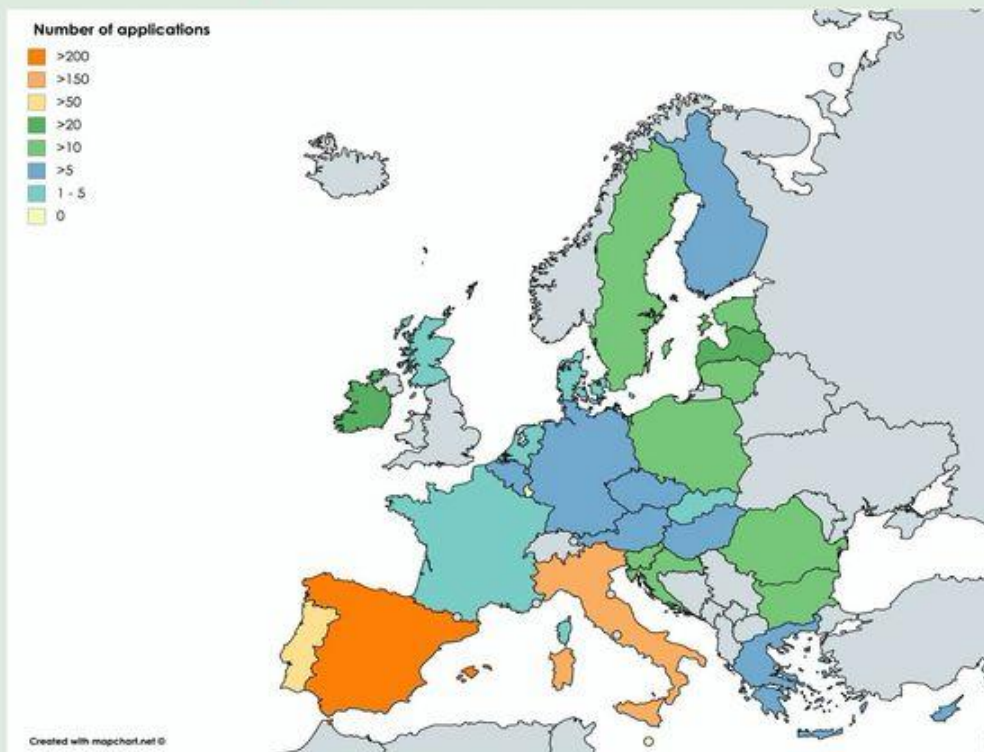 Number of applications
>200
>150
>50
>20
>10
>5
1 - 5
0
Created with mapchart.net ©